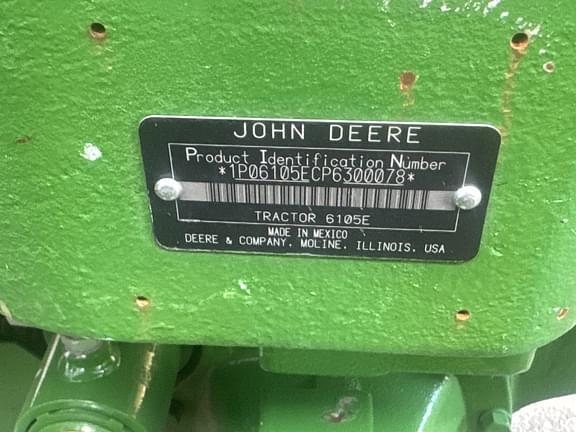 JOHN DEERE
Product Identification Number
*1P06105ECP6300078*
TRACTOR 6105E
MADE IN MEXICO
DEERE & COMPANY, MOLINE, ILLINOIS, USA